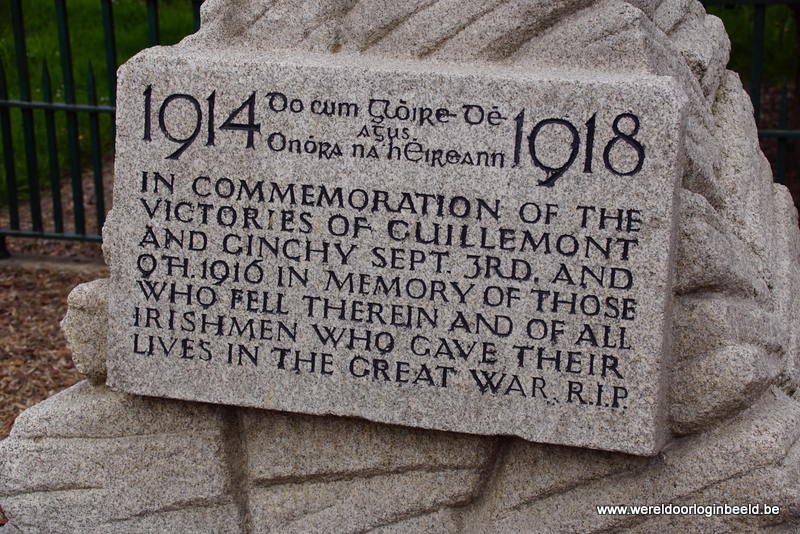 1914 Do cum Glóire Dé 1918
agus
Onóra na hÉireann
IN COMMEMORATION OF THE
VICTORIES OF GUILLEMONT
AND GINCHY SEPT. 3RD. AND
9TH. 1916 IN MEMORY OF THOSE
WHO FELL THEREIN AND OF ALL
IRISHMEN WHO GAVE THEIR
LIVES IN THE GREAT WAR. R.I.P.
www.wereldoorloginbeeld.be